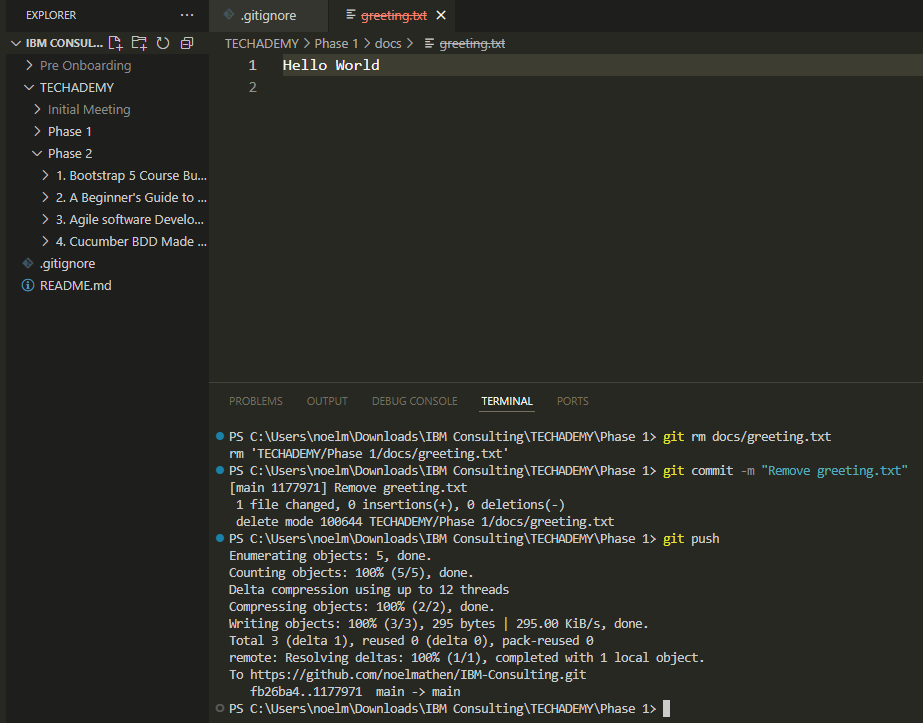 EXPLORER ...
IBM CONSUL...
Pre Onboarding
TECHADEMY
Initial Meeting
Phase 1
Phase 2
1. Bootstrap 5 Course Bu...
2. A Beginner's Guide to ...
3. Agile software Develo...
4. Cucumber BDD Made ...
.gitignore
README.md
.gitignore greeting.txt
TECHADEMY > Phase 1 > docs > greeting.txt
1 Hello World
2
PROBLEMS OUTPUT DEBUG CONSOLE TERMINAL PORTS
PS C:\Users\noelm\Downloads\IBM Consulting\TECHADEMY\Phase 1> git rm docs/greeting.txt
rm 'TECHADEMY/Phase 1/docs/greeting.txt'
PS C:\Users\noelm\Downloads\IBM Consulting\TECHADEMY\Phase 1> git commit -m "Remove greeting.txt"
[main 1177971] Remove greeting.txt
1 file changed, 0 insertions(+), 0 deletions(-)
delete mode 100644 TECHADEMY/Phase 1/docs/greeting.txt
PS C:\Users\noelm\Downloads\IBM Consulting\TECHADEMY\Phase 1> git push
Enumerating objects: 5, done.
Counting objects: 100% (5/5), done.
Delta compression using up to 12 threads
Compressing objects: 100% (2/2), done.
Writing objects: 100% (3/3), 295 bytes | 295.00 KiB/s, done.
Total 3 (delta 1), reused 0 (delta 0), pack-reused 0
remote: Resolving deltas: 100% (1/1), completed with 1 local object.
To https://github.com/noelmathen/IBM-Consulting.git
fb26ba4..1177971 main -> main
PS C:\Users\noelm\Downloads\IBM Consulting\TECHADEMY\Phase 1>